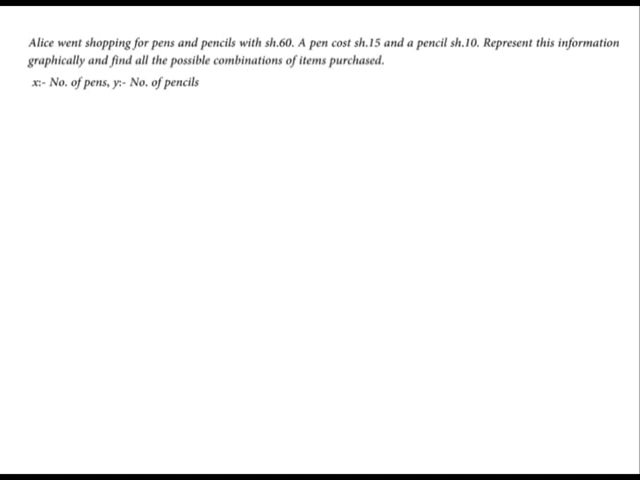 Alice went shopping for pens and pencils with sh.60. A pen cost sh.15 and a pencil sh.10. Represent this information
graphically and find all the possible combinations of items purchased.
x:- No. of pens, y:- No. of pencils